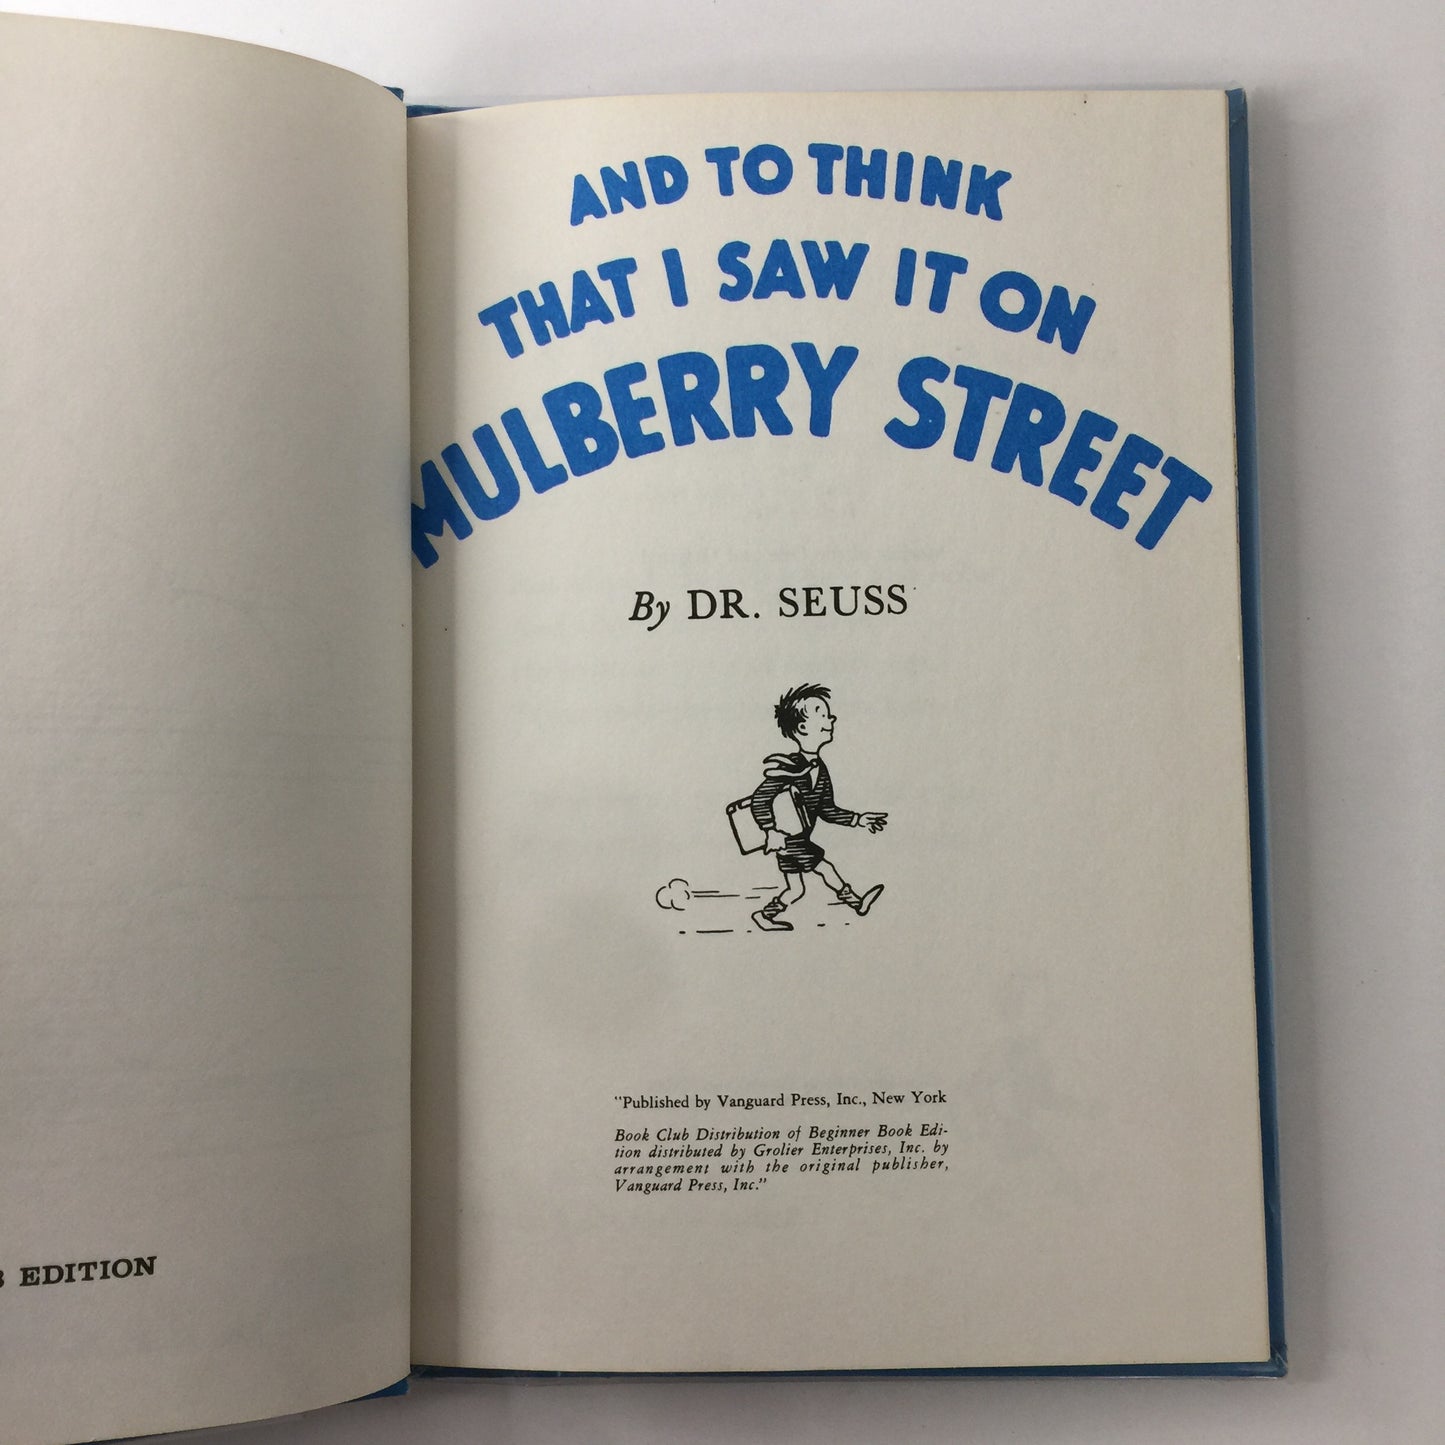 AND TO THINK
THAT I SAW IT ON
MULBERRY STREET
By DR. SEUSS
"Published by Vanguard Press, Inc., New York
Book Club Distribution of Beginner Book Edi-
tion distributed by Grolier Enterprises, Inc. by
arrangement with the original publisher,
Vanguard Press, Inc."
EDITION